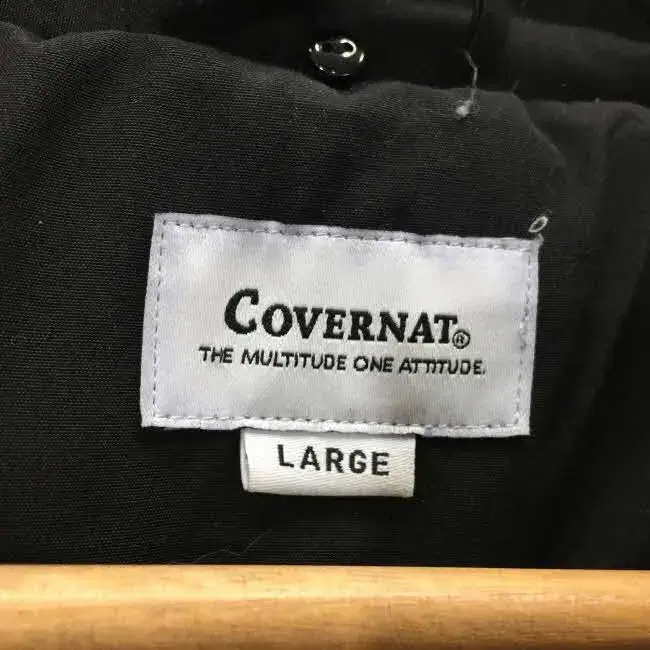 COVERNAT®
THE MULTITUDE ONE ATTITUDE.
LARGE